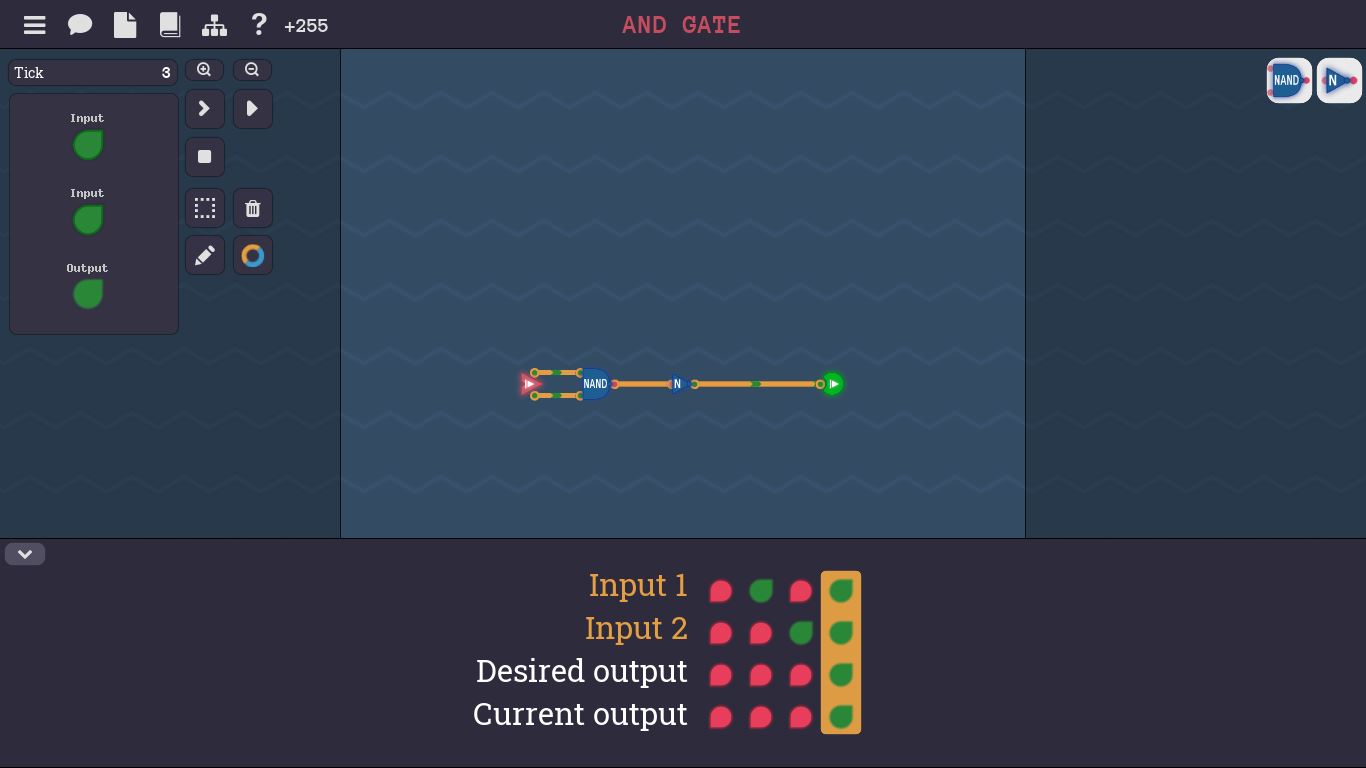 ? +255
AND GATE
Tick 3
Input
Input
Output
NAND N
NAND N
Input 1
Input 2
Desired output
Current output